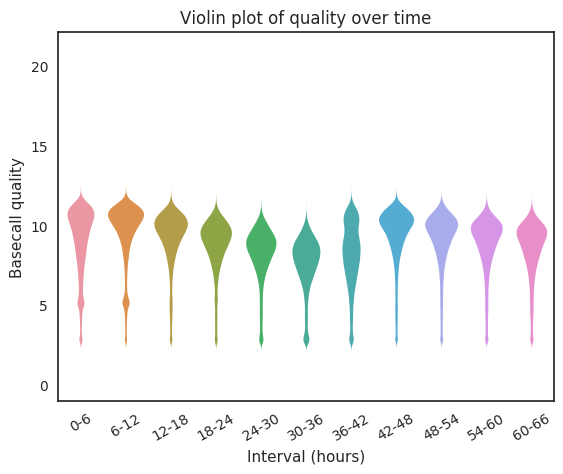 Violin plot of quality over time
Basecall quality
20
15
10
5
0
0-6 6-12 12-18 18-24 24-30 30-36 36-42 42-48 48-54 54-60 60-66
Interval (hours)